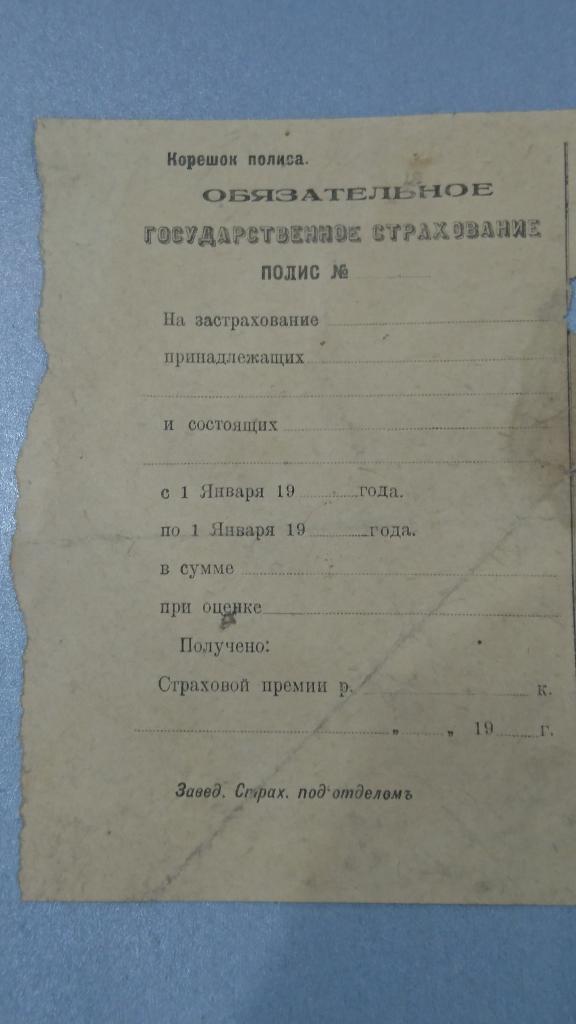 Корешок полиса.
ОБЯЗАТЕЛЬНОЕ
ГОСУДАРСТВЕННОЕ СТРАХОВАНИЕ
ПОЛИС №
На застрахование
принадлежащих
и состоящих
с 1 Января 19 года.
по 1 Января 19 года.
в сумме
при оценке
Получено:
Страховой премии р. к.
„ „ 19 г.
Завед. Страх. под'отделомъ